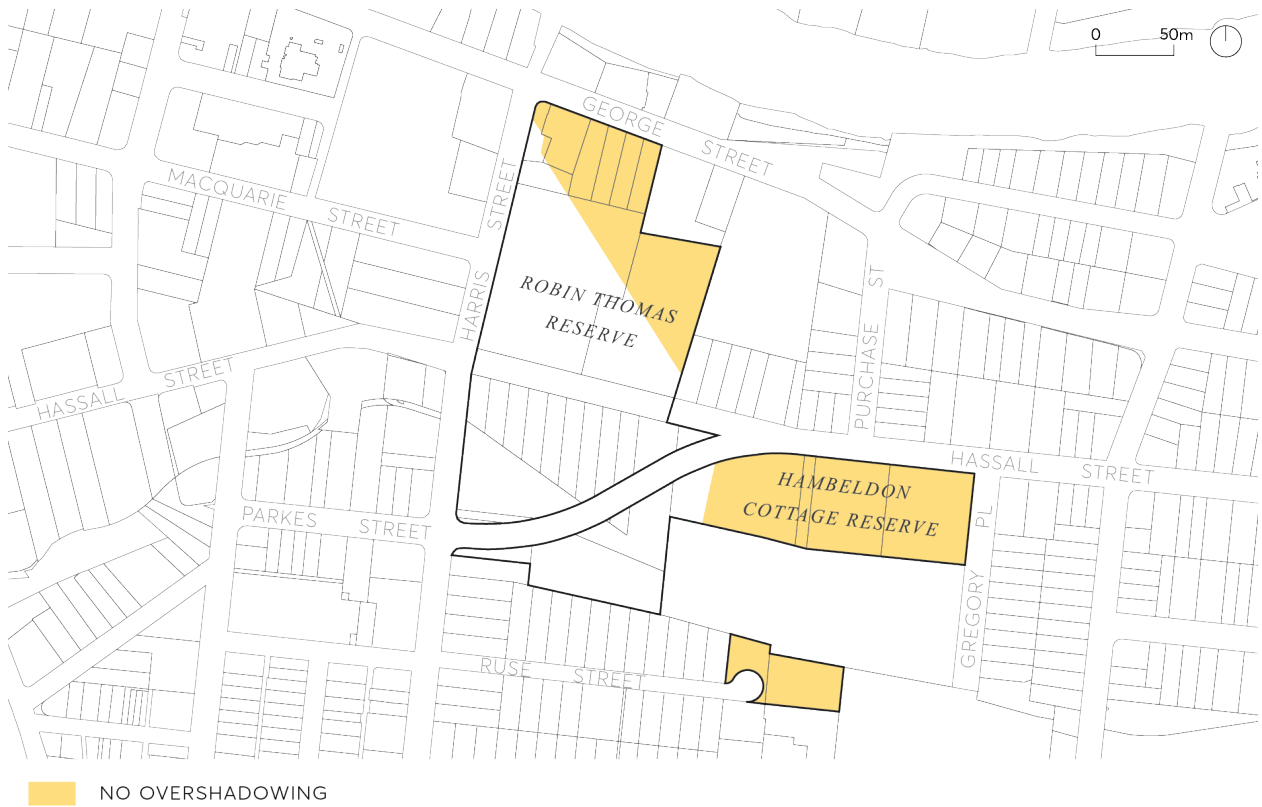 0 50m
GEORGE STREET
MACQUARIE STREET
HARRIS STREET
ROBIN THOMAS
RESERVE
PURCHASE ST
HASSALL STREET
HASSALL STREET
HAMBELDON
COTTAGE RESERVE
PARKES STREET
GREGORY PL
RUSE STREET
NO OVERSHADOWING